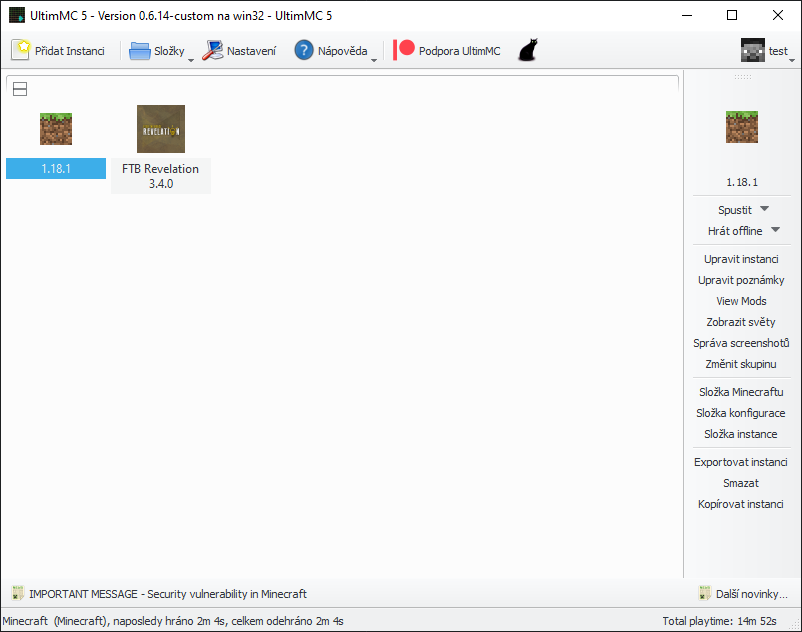 UltimMC 5 - Version 0.6.14-custom na win32 - UltimMC 5
Přidat Instanci
Složky
Nastavení
Nápověda
Podpora UltimMC
test
1.18.1
REVELATION
FTB Revelation
3.4.0
1.18.1
Spustit
Hrát offline
Upravit instanci
Upravit poznámky
View Mods
Zobrazit světy
Správa screenshotů
Změnit skupinu
Složka Minecraftu
Složka konfigurace
Složka instance
Exportovat instanci
Smazat
Kopírovat instanci
IMPORTANT MESSAGE - Security vulnerability in Minecraft
Další novinky...
Minecraft (Minecraft), naposledy hráno 2m 4s, celkem odehráno 2m 4s
Total playtime: 14m 52s